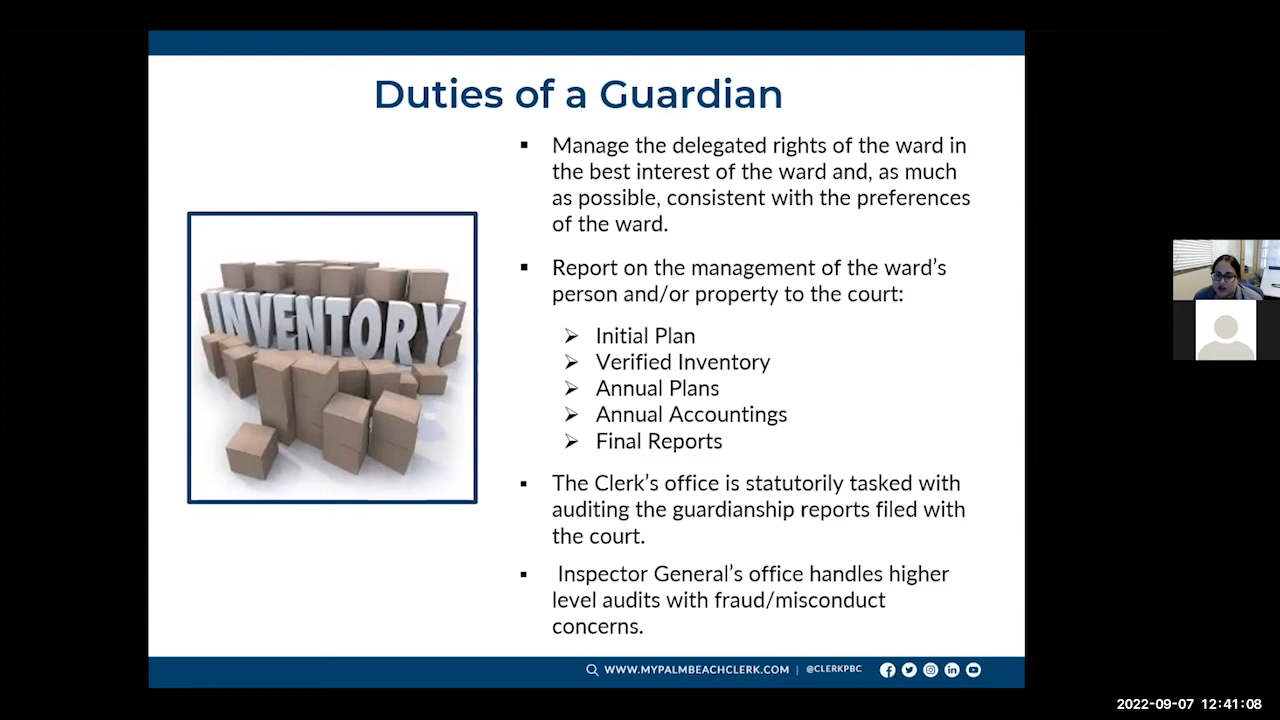 Duties of a Guardian
INVENTORY
▪ Manage the delegated rights of the ward in
the best interest of the ward and, as much
as possible, consistent with the preferences
of the ward.
▪ Report on the management of the ward’s
person and/or property to the court:
➢ Initial Plan
➢ Verified Inventory
➢ Annual Plans
➢ Annual Accountings
➢ Final Reports
▪ The Clerk’s office is statutorily tasked with
auditing the guardianship reports filed with
the court.
▪ Inspector General’s office handles higher
level audits with fraud/misconduct
concerns.
WWW.MYPALMBEACHCLERK.COM | @CLERKPBC
2022-09-07 12:41:08